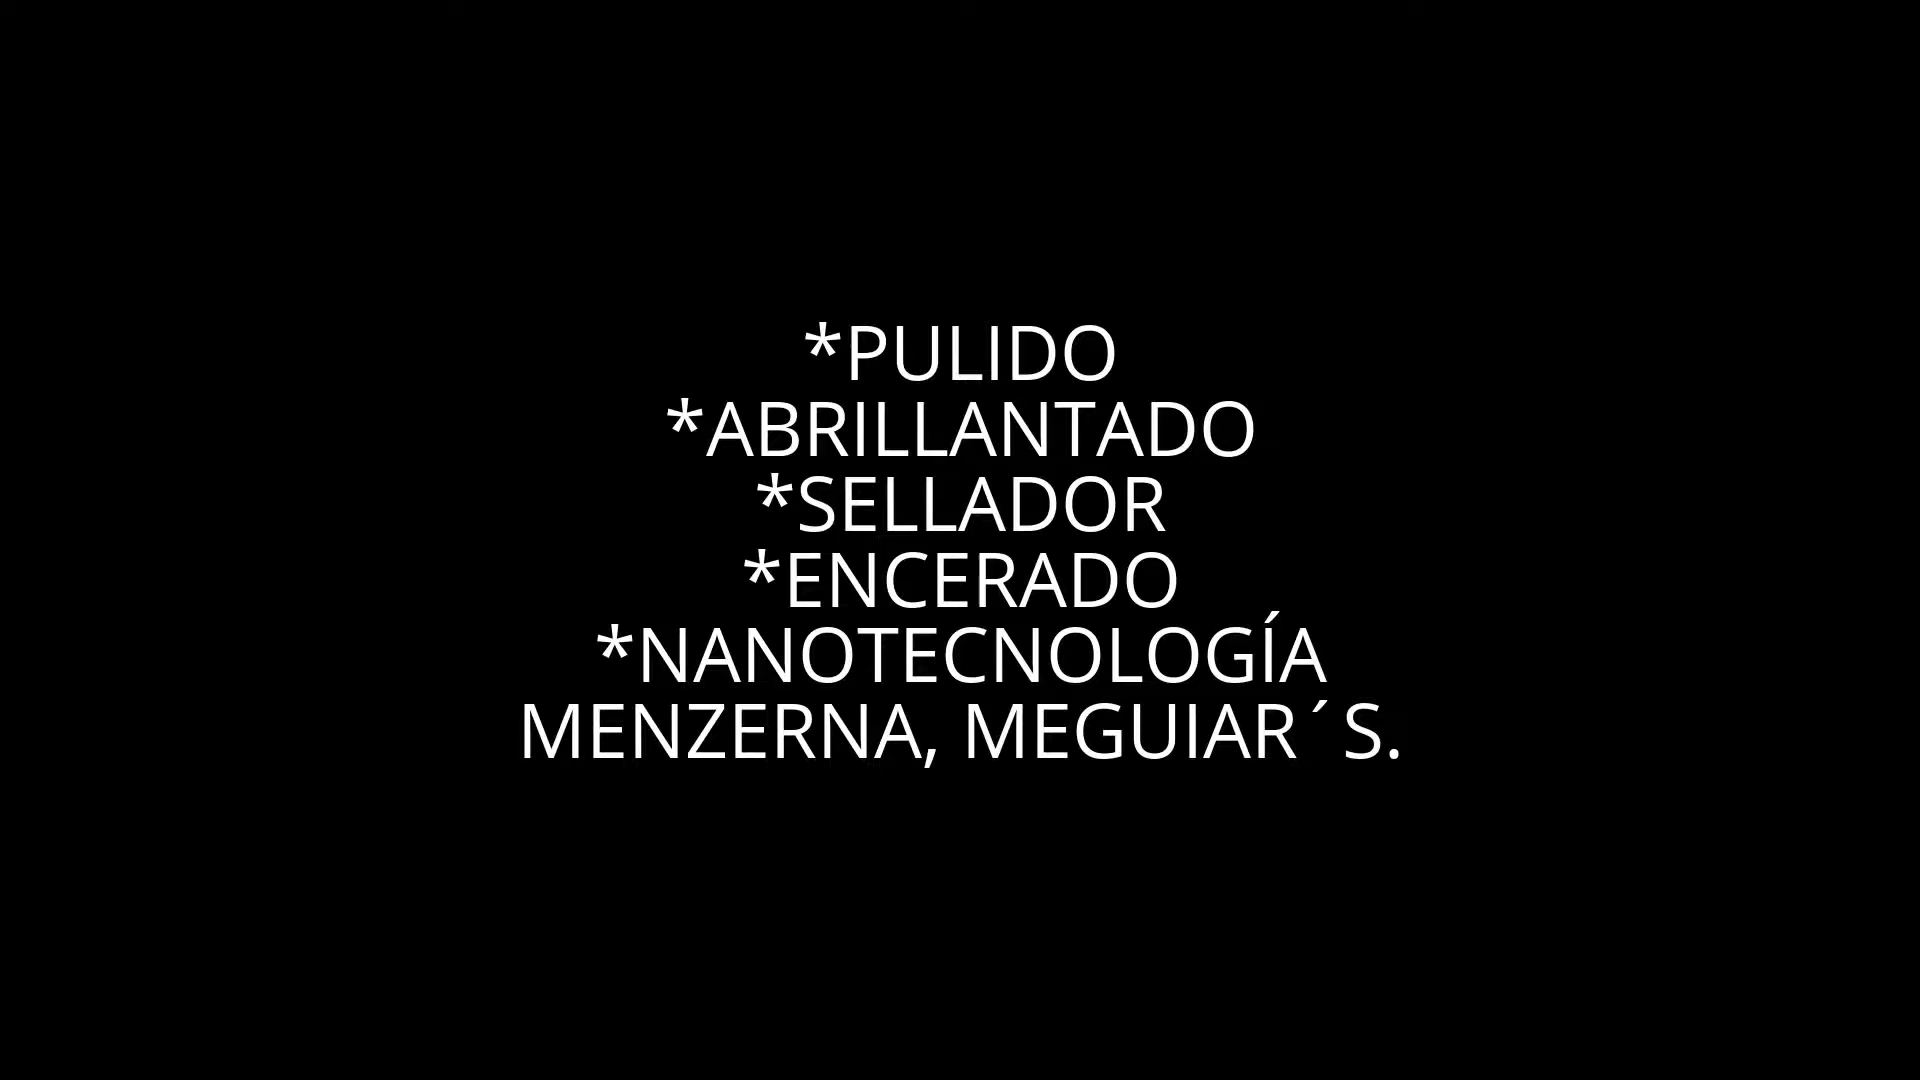 *PULIDO
*ABRILLANTADO
*SELLADOR
*ENCERADO
*NANOTECNOLOGÍA
MENZERNA, MEGUIAR´S.